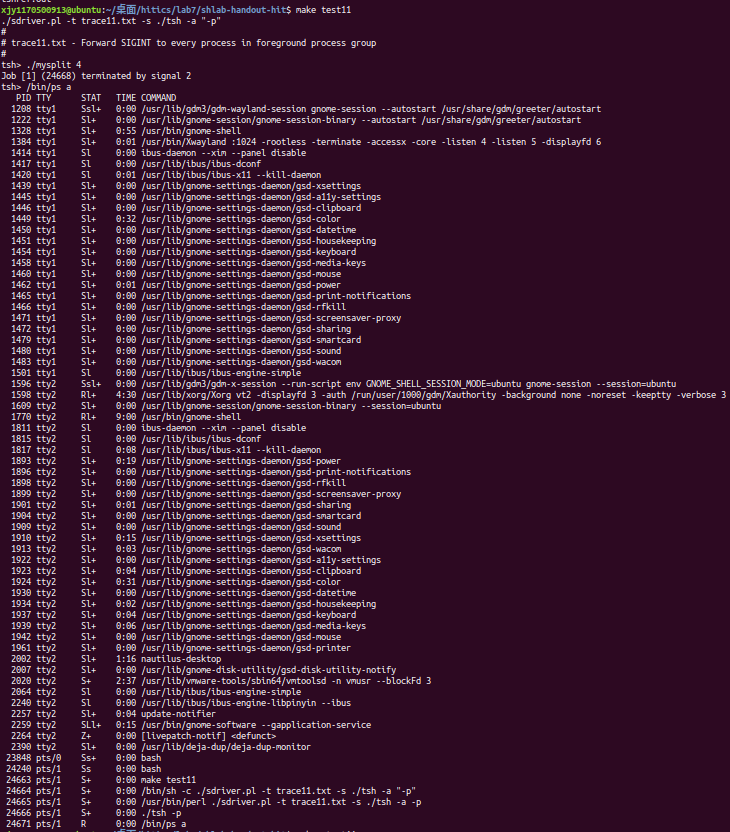 xjy1170500913@ubuntu:~/桌面/hitics/lab7/shlab-handout-hit$ make test11
./sdriver.pl -t trace11.txt -s ./tsh -a "-p"
#
# trace11.txt - Forward SIGINT to every process in foreground process group
#
tsh> ./mysplit 4
Job [1] (24668) terminated by signal 2
tsh> /bin/ps a
PID TTY STAT TIME COMMAND
1208 tty1 Ssl+ 0:00 /usr/lib/gdm3/gdm-wayland-session gnome-session --autostart /usr/share/gdm/greeter/autostart
1222 tty1 Sl+ 0:00 /usr/lib/gnome-session/gnome-session-binary --autostart /usr/share/gdm/greeter/autostart
1328 tty1 Sl+ 0:55 /usr/bin/gnome-shell
1384 tty1 Sl+ 0:01 /usr/bin/Xwayland :1024 -rootless -terminate -accessx -core -listen 4 -listen 5 -displayfd 6
1414 tty1 Sl 0:00 ibus-daemon --xim --panel disable
1417 tty1 Sl 0:00 /usr/lib/ibus/ibus-dconf
1420 tty1 Sl 0:01 /usr/lib/ibus/ibus-x11 --kill-daemon
1439 tty1 Sl+ 0:00 /usr/lib/gnome-settings-daemon/gsd-xsettings
1445 tty1 Sl+ 0:00 /usr/lib/gnome-settings-daemon/gsd-a11y-settings
1446 tty1 Sl+ 0:00 /usr/lib/gnome-settings-daemon/gsd-clipboard
1449 tty1 Sl+ 0:32 /usr/lib/gnome-settings-daemon/gsd-color
1450 tty1 Sl+ 0:00 /usr/lib/gnome-settings-daemon/gsd-datetime
1451 tty1 Sl+ 0:00 /usr/lib/gnome-settings-daemon/gsd-housekeeping
1454 tty1 Sl+ 0:00 /usr/lib/gnome-settings-daemon/gsd-keyboard
1458 tty1 Sl+ 0:00 /usr/lib/gnome-settings-daemon/gsd-media-keys
1460 tty1 Sl+ 0:00 /usr/lib/gnome-settings-daemon/gsd-mouse
1462 tty1 Sl+ 0:01 /usr/lib/gnome-settings-daemon/gsd-power
1465 tty1 Sl+ 0:00 /usr/lib/gnome-settings-daemon/gsd-print-notifications
1466 tty1 Sl+ 0:00 /usr/lib/gnome-settings-daemon/gsd-rfkill
1471 tty1 Sl+ 0:00 /usr/lib/gnome-settings-daemon/gsd-screensaver-proxy
1472 tty1 Sl+ 0:00 /usr/lib/gnome-settings-daemon/gsd-sharing
1479 tty1 Sl+ 0:00 /usr/lib/gnome-settings-daemon/gsd-smartcard
1480 tty1 Sl+ 0:00 /usr/lib/gnome-settings-daemon/gsd-sound
1483 tty1 Sl+ 0:00 /usr/lib/gnome-settings-daemon/gsd-wacom
1501 tty1 Sl 0:00 /usr/lib/ibus/ibus-engine-simple
1596 tty2 Ssl+ 0:00 /usr/lib/gdm3/gdm-x-session --run-script env GNOME_SHELL_SESSION_MODE=ubuntu gnome-session --session=ubuntu
1598 tty2 Rl+ 4:30 /usr/lib/xorg/Xorg vt2 -displayfd 3 -auth /run/user/1000/gdm/Xauthority -background none -noreset -keeptty -verbose 3
1609 tty2 Sl+ 0:00 /usr/lib/gnome-session/gnome-session-binary --session=ubuntu
1770 tty2 Rl+ 9:00 /usr/bin/gnome-shell
1811 tty2 Sl 0:00 ibus-daemon --xim --panel disable
1815 tty2 Sl 0:00 /usr/lib/ibus/ibus-dconf
1817 tty2 Sl 0:08 /usr/lib/ibus/ibus-x11 --kill-daemon
1893 tty2 Sl+ 0:19 /usr/lib/gnome-settings-daemon/gsd-power
1896 tty2 Sl+ 0:00 /usr/lib/gnome-settings-daemon/gsd-print-notifications
1898 tty2 Sl+ 0:00 /usr/lib/gnome-settings-daemon/gsd-rfkill
1899 tty2 Sl+ 0:00 /usr/lib/gnome-settings-daemon/gsd-screensaver-proxy
1901 tty2 Sl+ 0:01 /usr/lib/gnome-settings-daemon/gsd-sharing
1904 tty2 Sl+ 0:00 /usr/lib/gnome-settings-daemon/gsd-smartcard
1909 tty2 Sl+ 0:00 /usr/lib/gnome-settings-daemon/gsd-sound
1910 tty2 Sl+ 0:15 /usr/lib/gnome-settings-daemon/gsd-xsettings
1913 tty2 Sl+ 0:03 /usr/lib/gnome-settings-daemon/gsd-wacom
1922 tty2 Sl+ 0:00 /usr/lib/gnome-settings-daemon/gsd-a11y-settings
1923 tty2 Sl+ 0:04 /usr/lib/gnome-settings-daemon/gsd-clipboard
1924 tty2 Sl+ 0:31 /usr/lib/gnome-settings-daemon/gsd-color
1930 tty2 Sl+ 0:00 /usr/lib/gnome-settings-daemon/gsd-datetime
1934 tty2 Sl+ 0:02 /usr/lib/gnome-settings-daemon/gsd-housekeeping
1937 tty2 Sl+ 0:04 /usr/lib/gnome-settings-daemon/gsd-keyboard
1939 tty2 Sl+ 0:06 /usr/lib/gnome-settings-daemon/gsd-media-keys
1942 tty2 Sl+ 0:00 /usr/lib/gnome-settings-daemon/gsd-mouse
1961 tty2 Sl+ 0:00 /usr/lib/gnome-settings-daemon/gsd-printer
2002 tty2 Sl+ 1:16 nautilus-desktop
2007 tty2 Sl+ 0:00 /usr/lib/gnome-disk-utility/gsd-disk-utility-notify
2020 tty2 S+ 2:37 /usr/lib/vmware-tools/sbin64/vmtoolsd -n vmusr --blockFd 3
2064 tty2 Sl 0:00 /usr/lib/ibus/ibus-engine-simple
2240 tty2 Sl 0:00 /usr/lib/ibus/ibus-engine-libpinyin --ibus
2257 tty2 Sl+ 0:04 update-notifier
2259 tty2 SLl+ 0:15 /usr/bin/gnome-software --gapplication-service
2264 tty2 Z+ 0:00 [livepatch-notif] <defunct>
2390 tty2 Sl+ 0:00 /usr/lib/deja-dup/deja-dup-monitor
23848 pts/0 Ss+ 0:00 bash
24240 pts/1 Ss 0:00 bash
24663 pts/1 S+ 0:00 make test11
24664 pts/1 S+ 0:00 /bin/sh -c ./sdriver.pl -t trace11.txt -s ./tsh -a "-p"
24665 pts/1 S+ 0:00 /usr/bin/perl ./sdriver.pl -t trace11.txt -s ./tsh -a -p
24666 pts/1 S+ 0:00 ./tsh -p
24671 pts/1 R 0:00 /bin/ps a